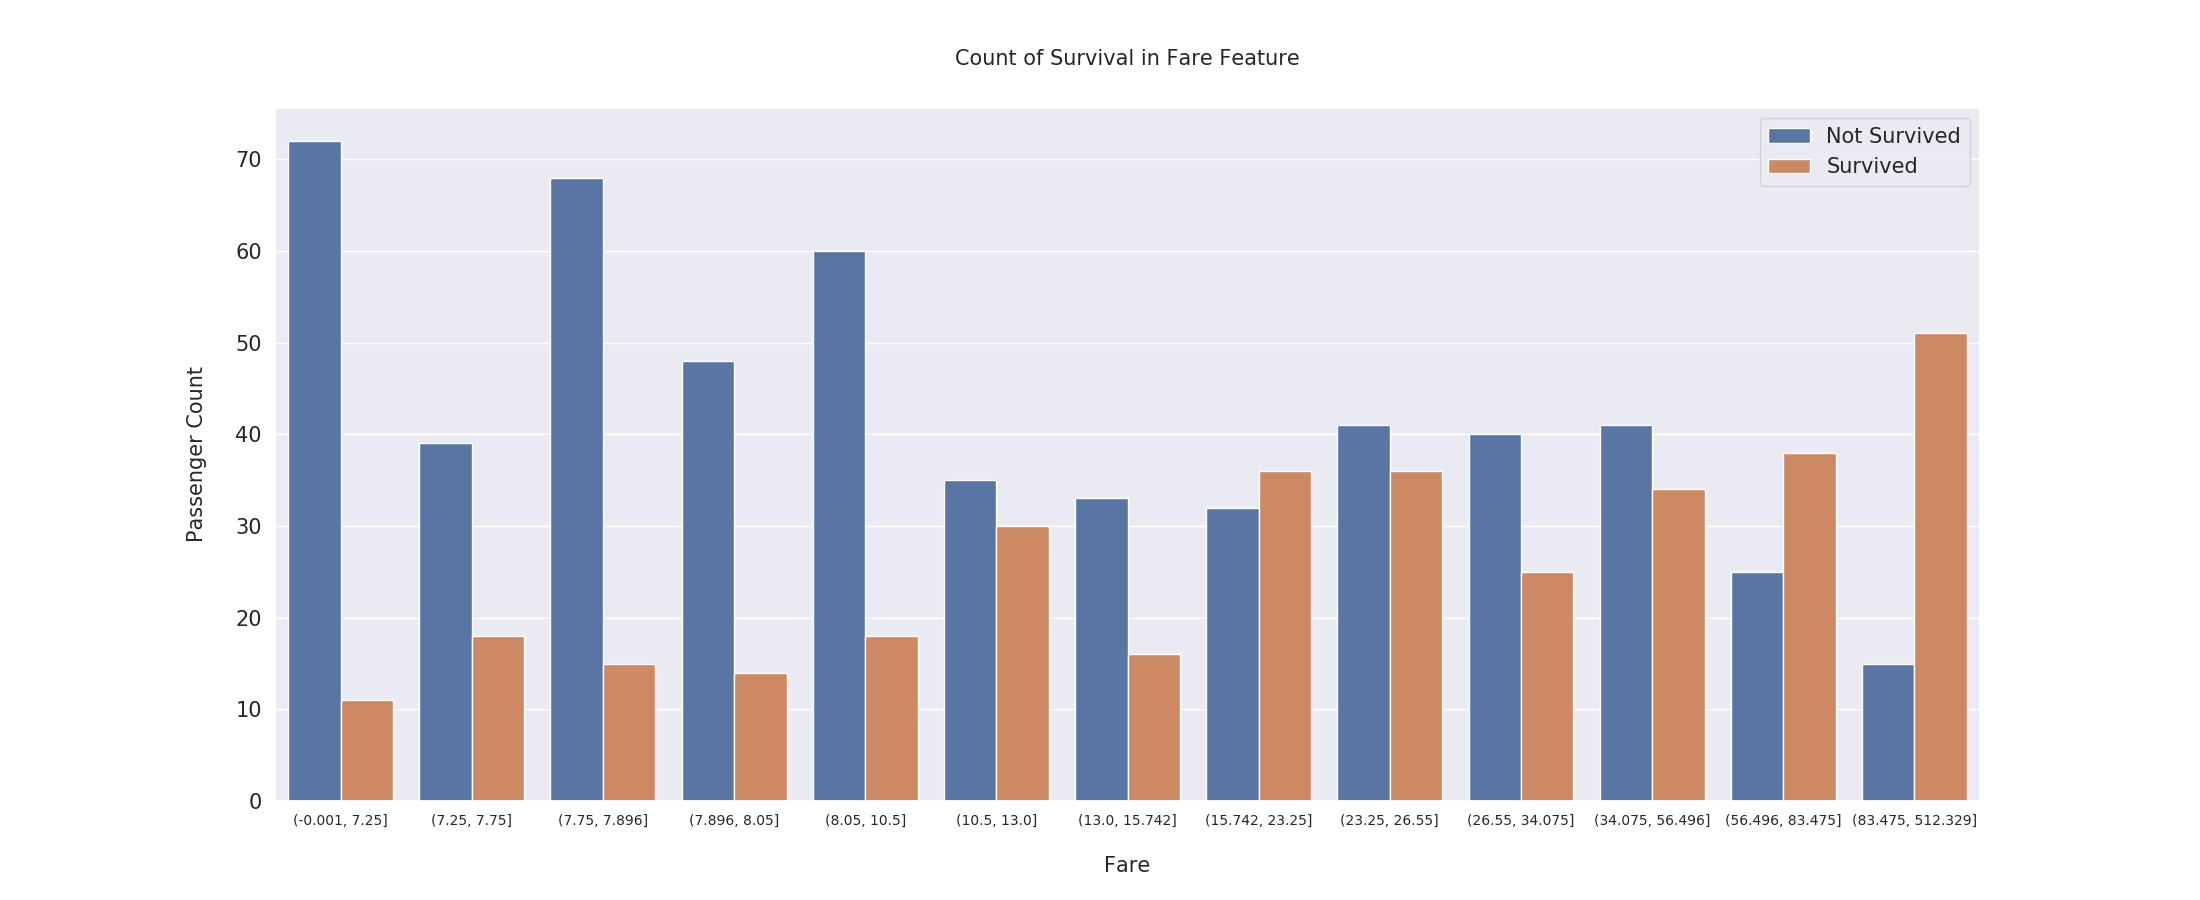 Count of Survival in Fare Feature
Not Survived
Survived
70
60
50
40
30
20
10
0
Passenger Count
(-0.001, 7.25] (7.25, 7.75] (7.75, 7.896] (7.896, 8.05] (8.05, 10.5] (10.5, 13.0] (13.0, 15.742] (15.742, 23.25] (23.25, 26.55] (26.55, 34.075] (34.075, 56.496] (56.496, 83.475] (83.475, 512.329]
Fare